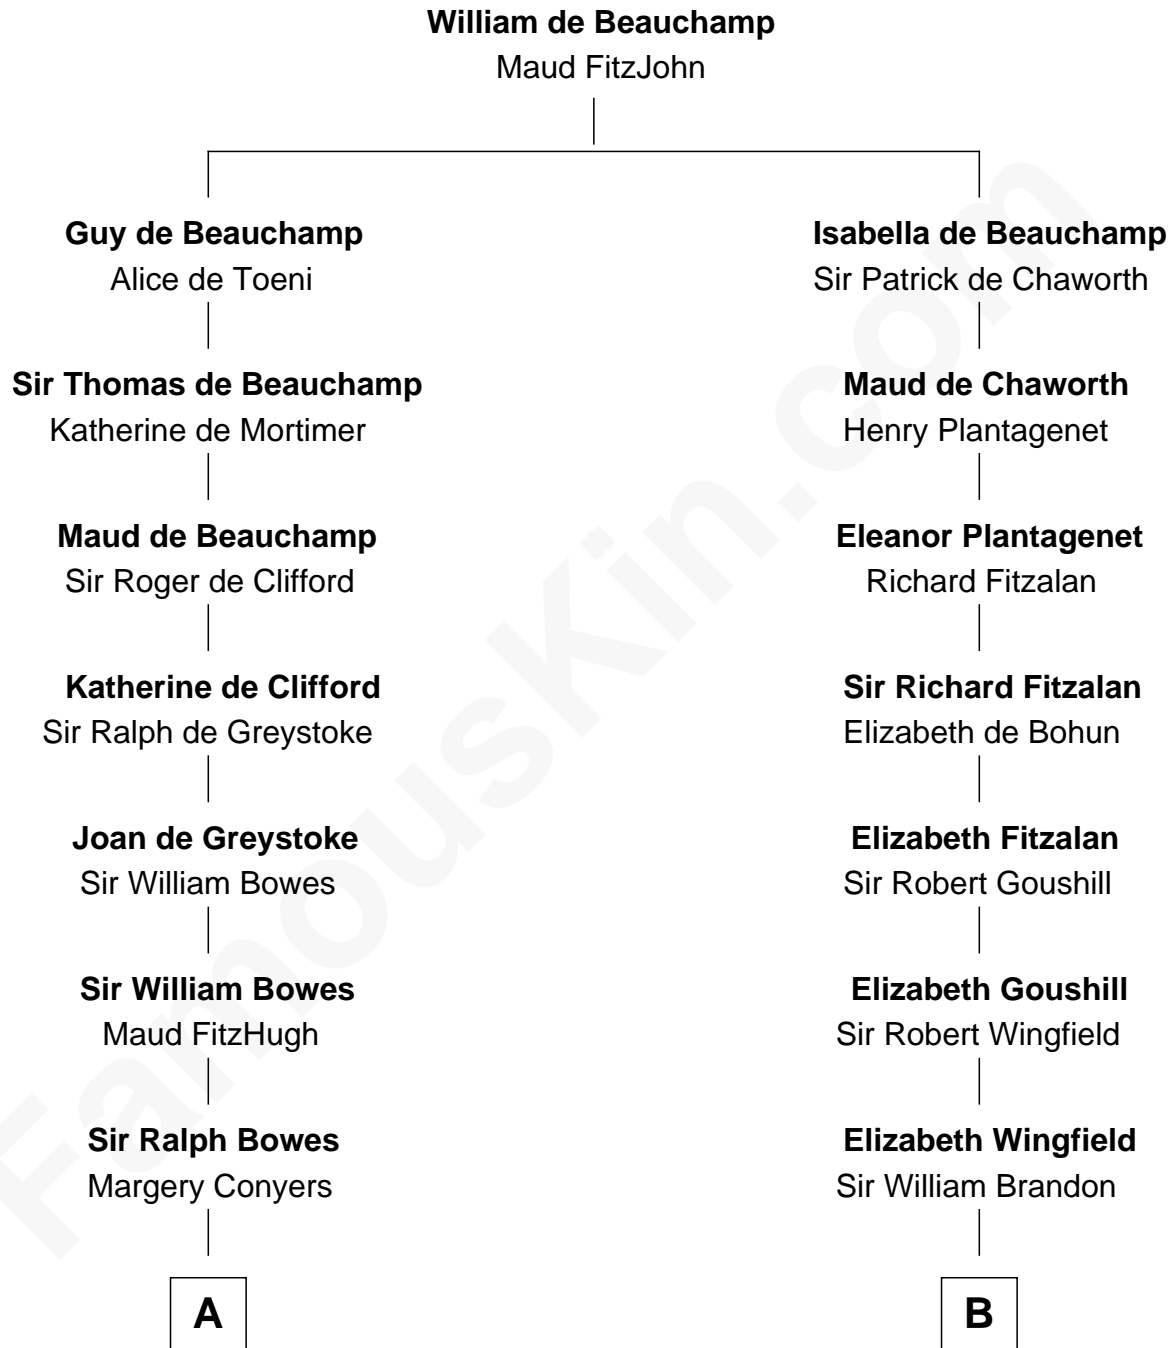 William de Beauchamp
Maud FitzJohn
Guy de Beauchamp
Alice de Toeni
Sir Thomas de Beauchamp
Katherine de Mortimer
Maud de Beauchamp
Sir Roger de Clifford
Katherine de Clifford
Sir Ralph de Greystoke
Joan de Greystoke
Sir William Bowes
Sir William Bowes
Maud FitzHugh
Sir Ralph Bowes
Margery Conyers
A
Isabella de Beauchamp
Sir Patrick de Chaworth
Maud de Chaworth
Henry Plantagenet
Eleanor Plantagenet
Richard Fitzalan
Sir Richard Fitzalan
Elizabeth de Bohun
Elizabeth Fitzalan
Sir Robert Goushill
Elizabeth Goushill
Sir Robert Wingfield
Elizabeth Wingfield
Sir William Brandon
B
FamousKin.com